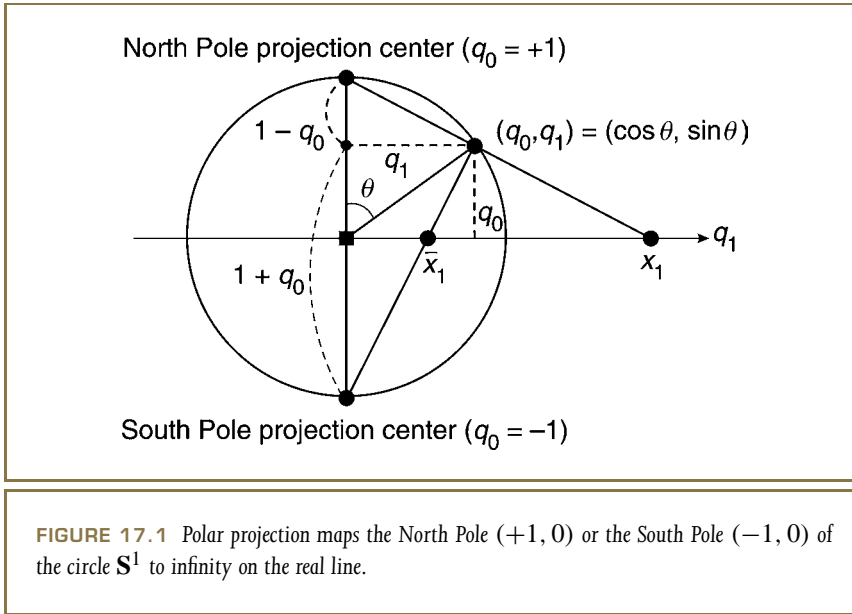 North Pole projection center (q₀ = +1)
1 − q₀
(q₀,q₁) = (cos θ, sin θ)
q₁
θ
q₀
q₁
x̄₁
x₁
1 + q₀
South Pole projection center (q₀ = −1)
FIGURE 17.1 Polar projection maps the North Pole (+1, 0) or the South Pole (−1, 0) of
the circle S¹ to infinity on the real line.